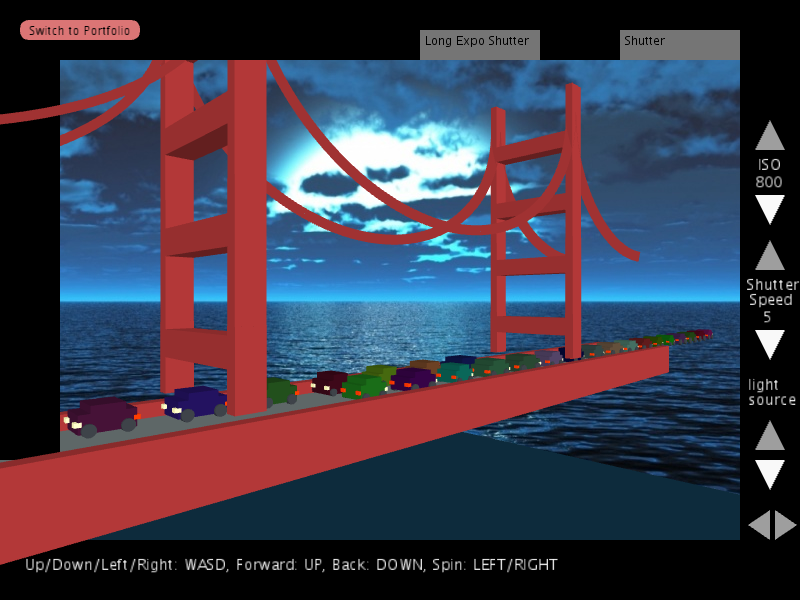 Switch to Portfolio
Long Expo Shutter
Shutter
ISO
800
Shutter
Speed
5
light
source
Up/Down/Left/Right: WASD, Forward: UP, Back: DOWN, Spin: LEFT/RIGHT